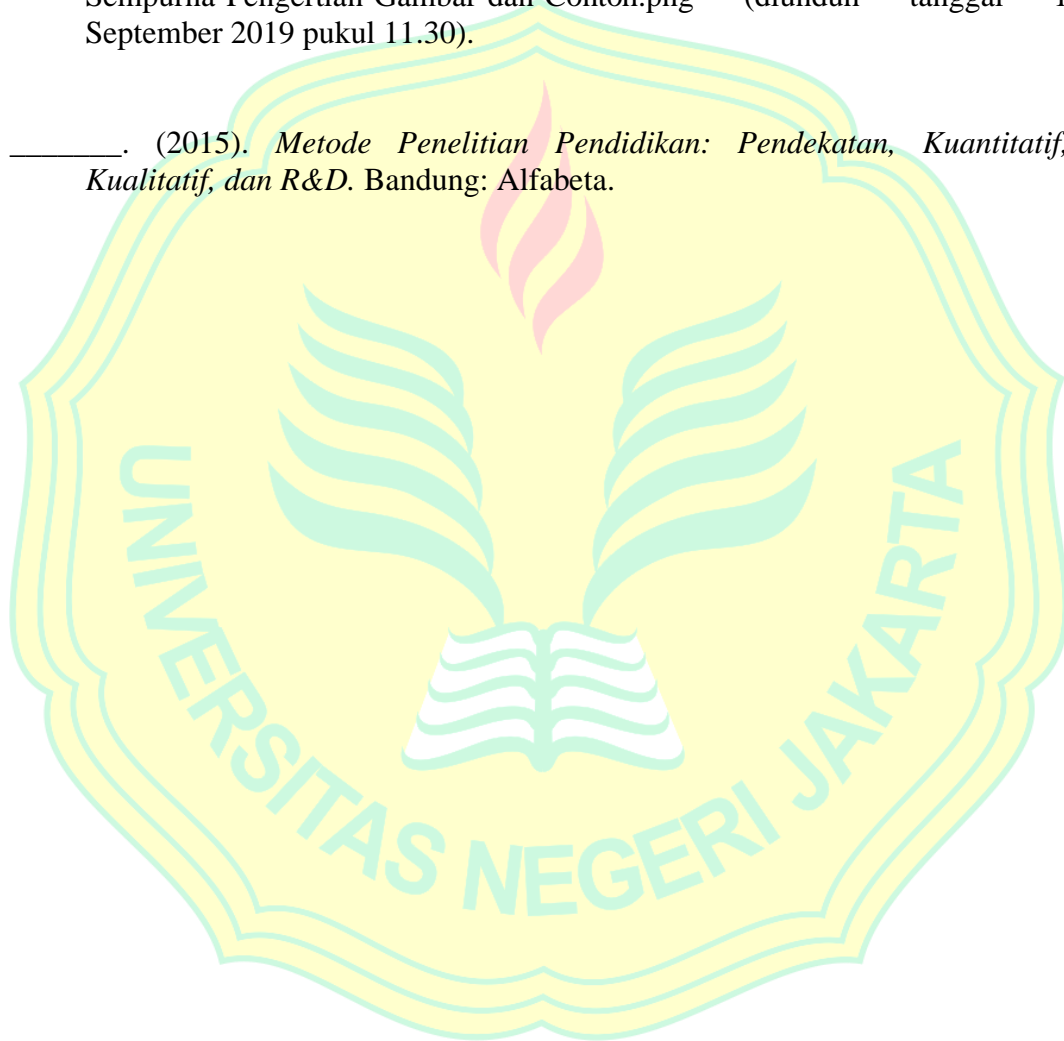 Sempurna-Pengertian-Gambar-dan-Contoh.png (diunduh tanggal
September 2019 pukul 11.30).
_______. (2015). Metode Penelitian Pendidikan: Pendekatan, Kuantitatif,
Kualitatif, dan R&D. Bandung: Alfabeta.
UNIVERSITAS NEGERI JAKARTA